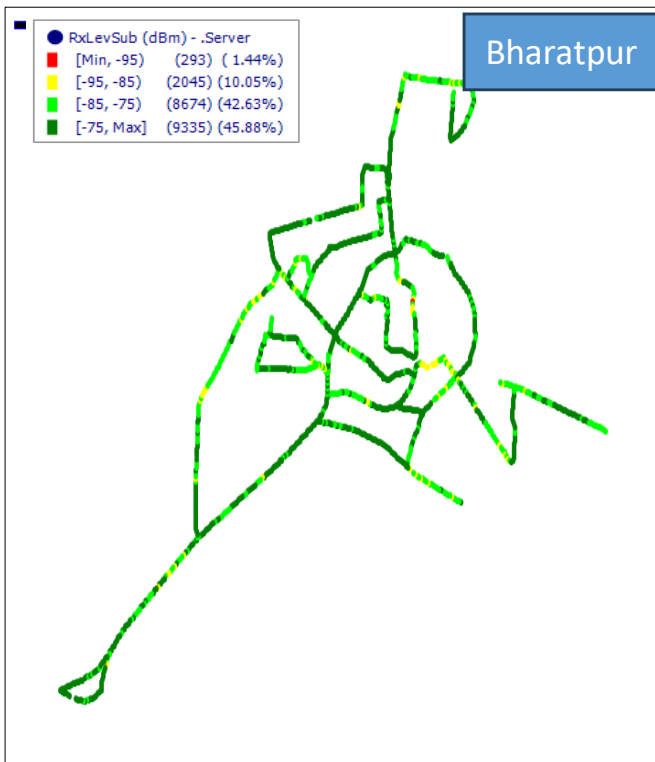 RxLevSub (dBm) - .Server
[Min, -95) (293) ( 1.44%)
[-95, -85) (2045) (10.05%)
[-85, -75) (8674) (42.63%)
[-75, Max] (9335) (45.88%)
Bharatpur